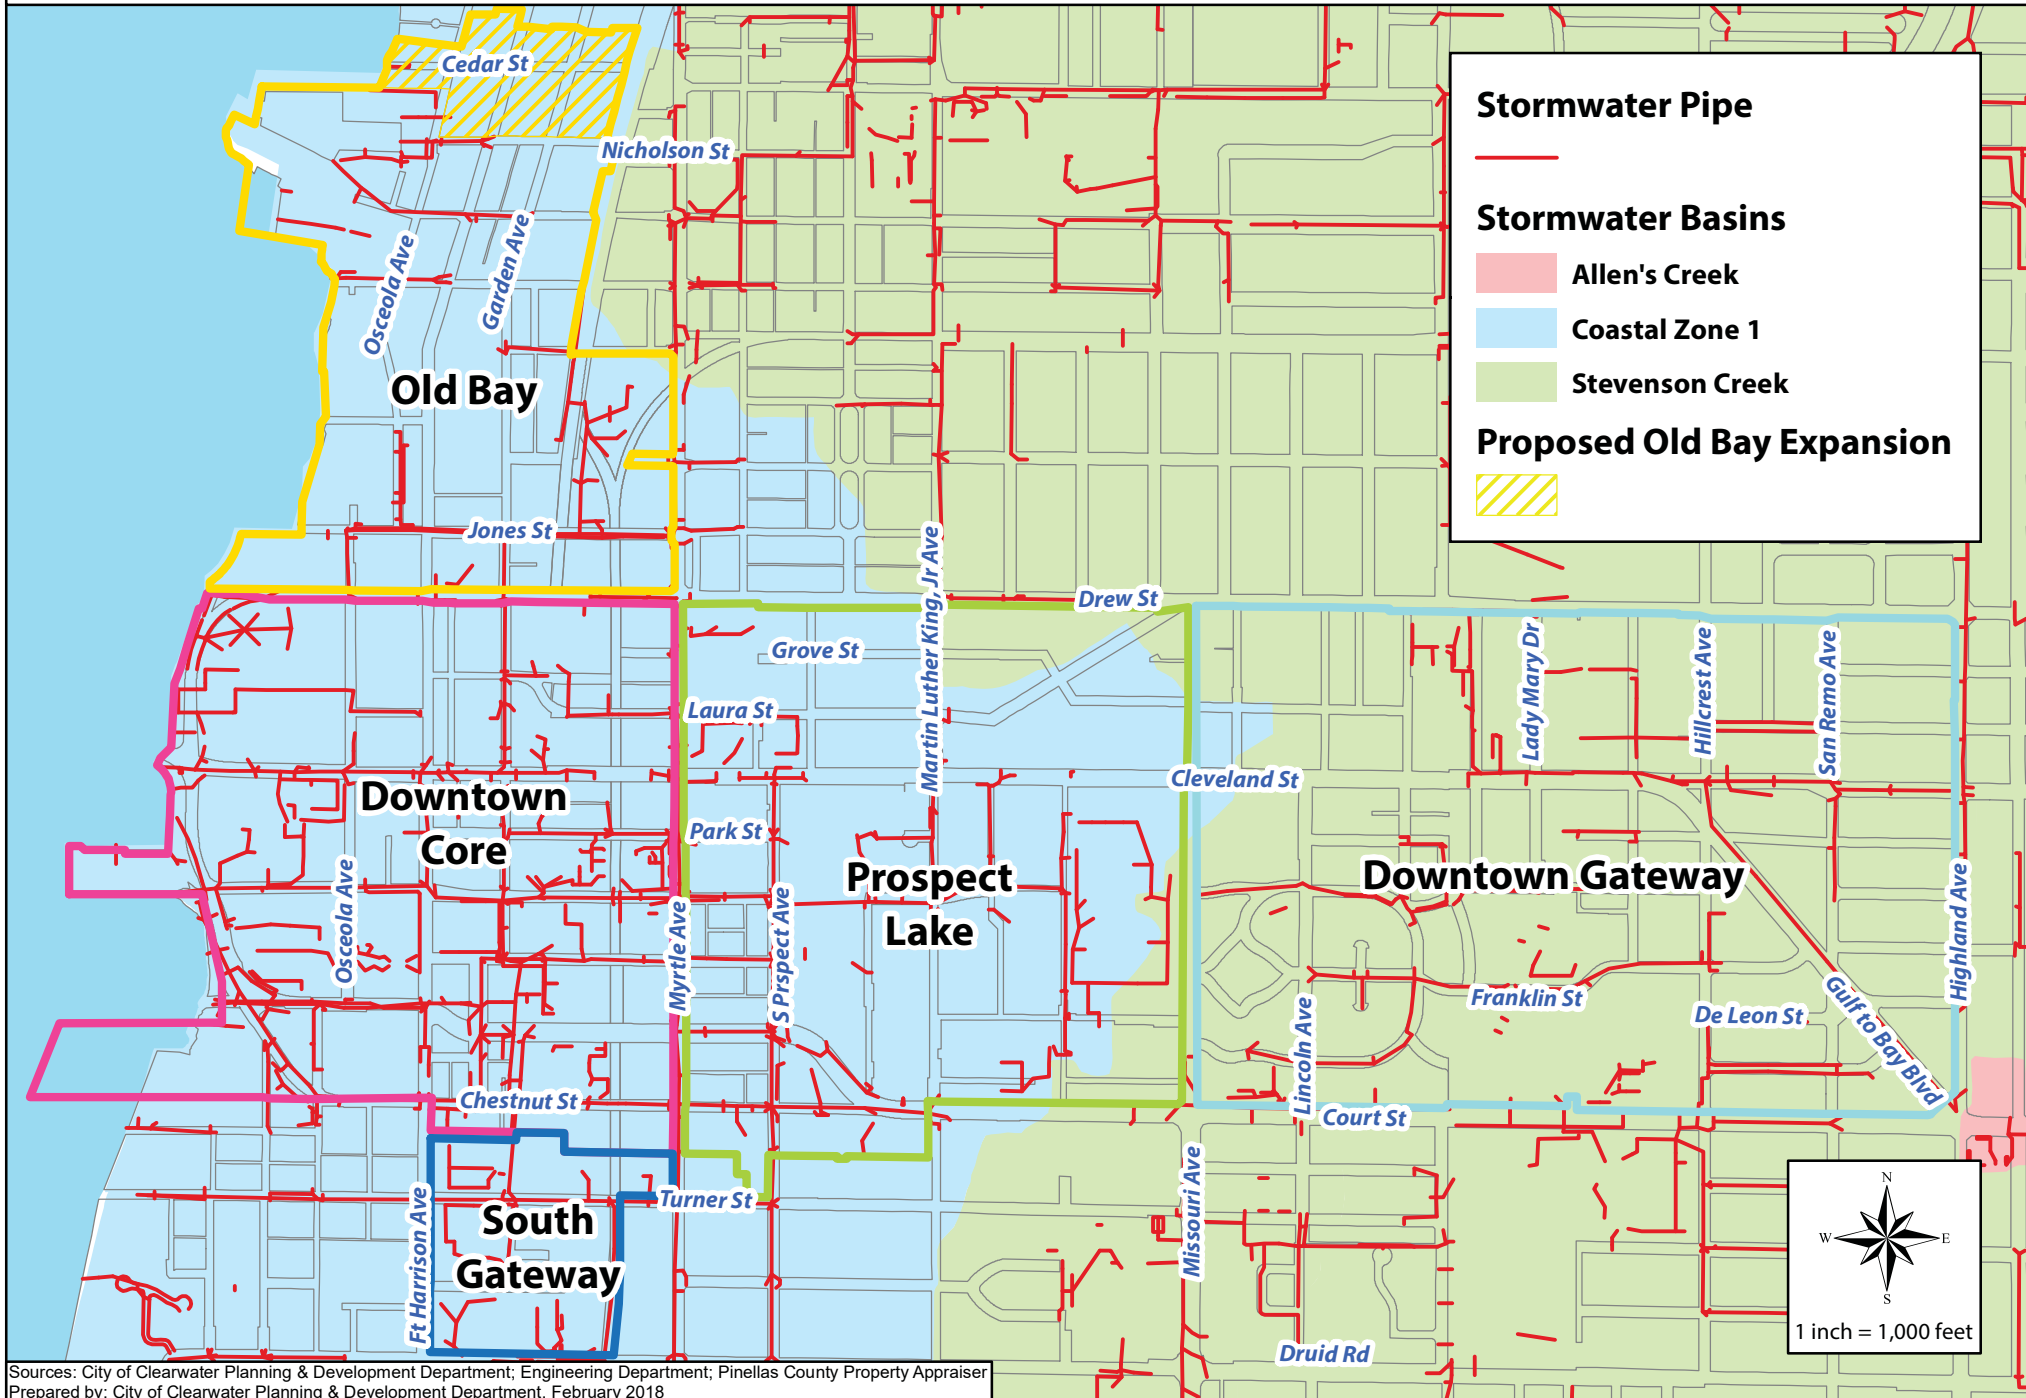 Cedar St
Nicholson St
Osceola Ave
Garden Ave
Old Bay
Jones St
Stormwater Pipe
Stormwater Basins
Allen's Creek
Coastal Zone 1
Stevenson Creek
Proposed Old Bay Expansion
Drew St
Grove St
Martin Luther King, Jr Ave
Laura St
Lady Mary Dr
Hillcrest Ave
San Remo Ave
Cleveland St
Downtown
Core
Park St
Prospect
Lake
Downtown Gateway
Osceola Ave
Myrtle Ave
S Prspect Ave
Highland Ave
Franklin St
Lincoln Ave
De Leon St
Gulf to Bay Blvd
Chestnut St
Court St
Missouri Ave
Turner St
Ft Harrison Ave
South
Gateway
Druid Rd
N
W
E
S
1 inch = 1,000 feet
Sources: City of Clearwater Planning & Development Department; Engineering Department; Pinellas County Property Appraiser
Prepared by: City of Clearwater Planning & Development Department, February 2018